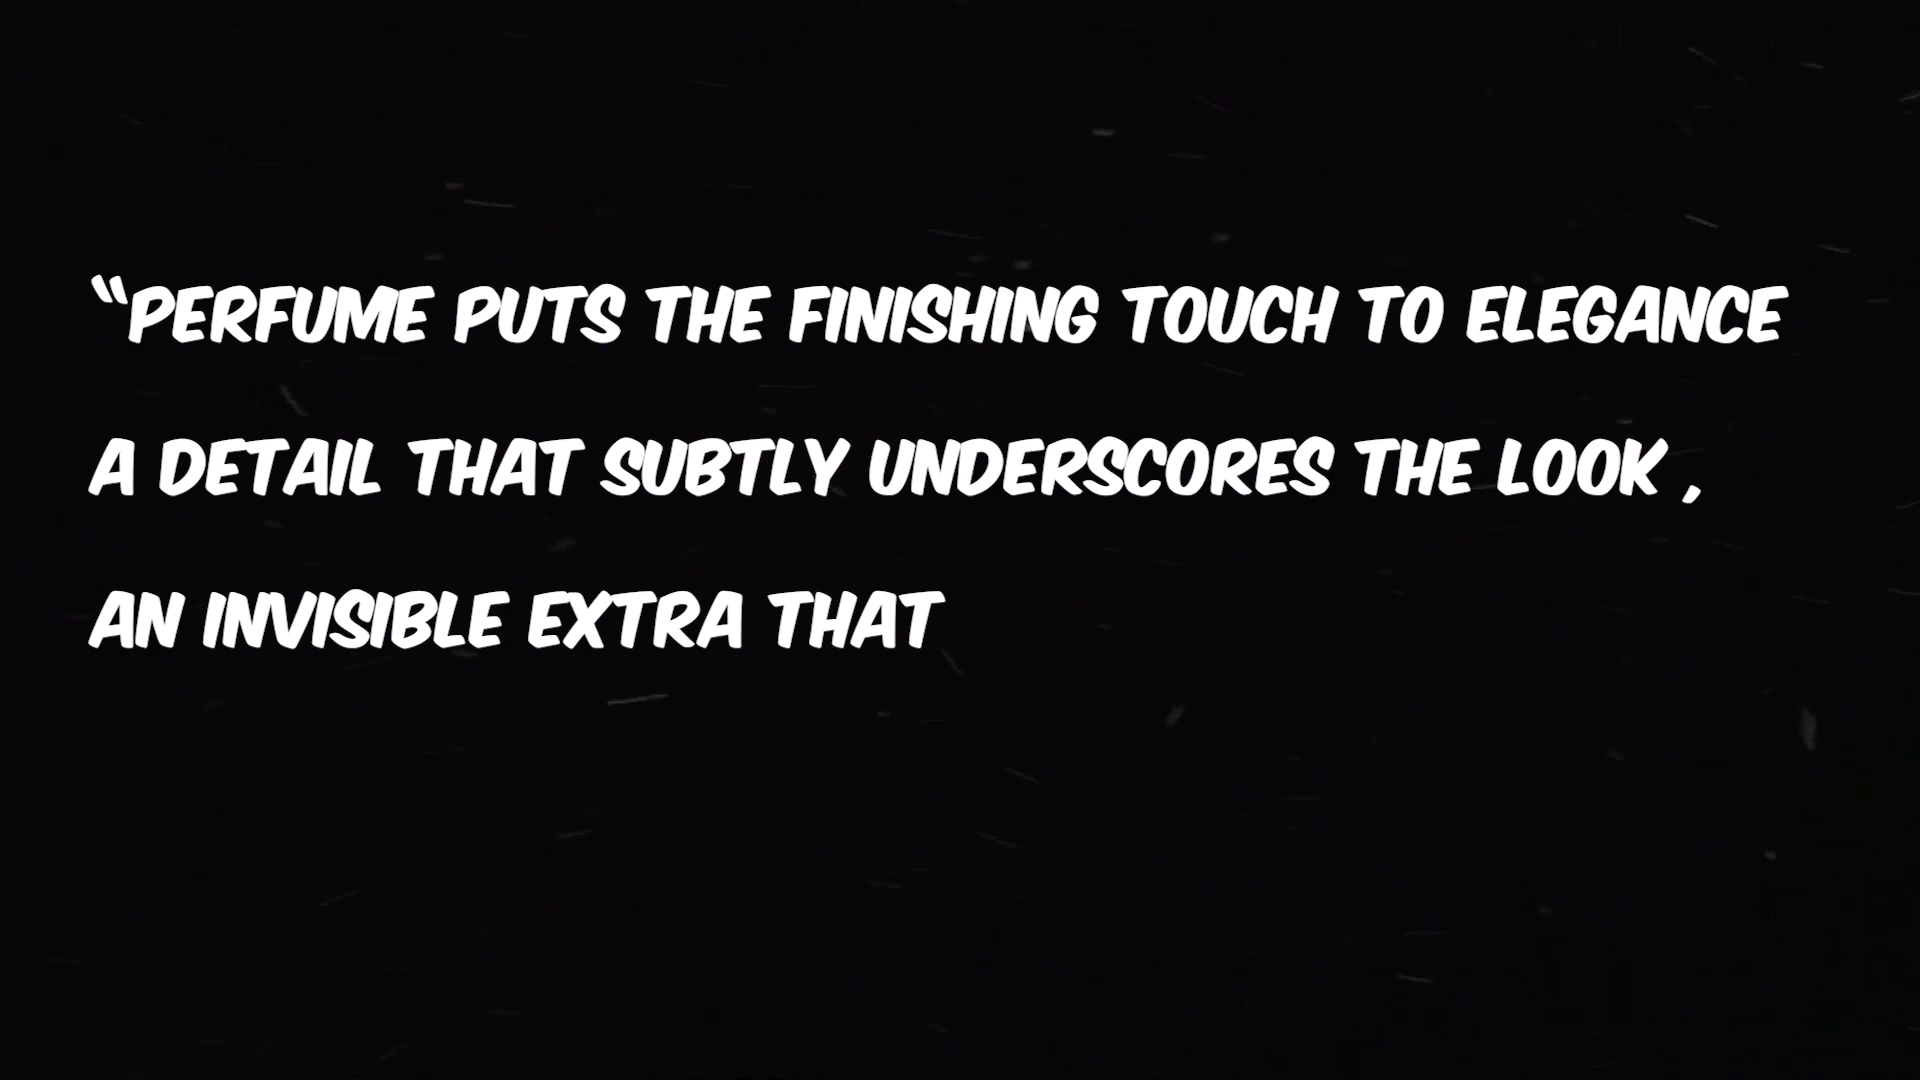 “PERFUME PUTS THE FINISHING TOUCH TO ELEGANCE
A DETAIL THAT SUBTLY UNDERSCORES THE LOOK ,
AN INVISIBLE EXTRA THAT